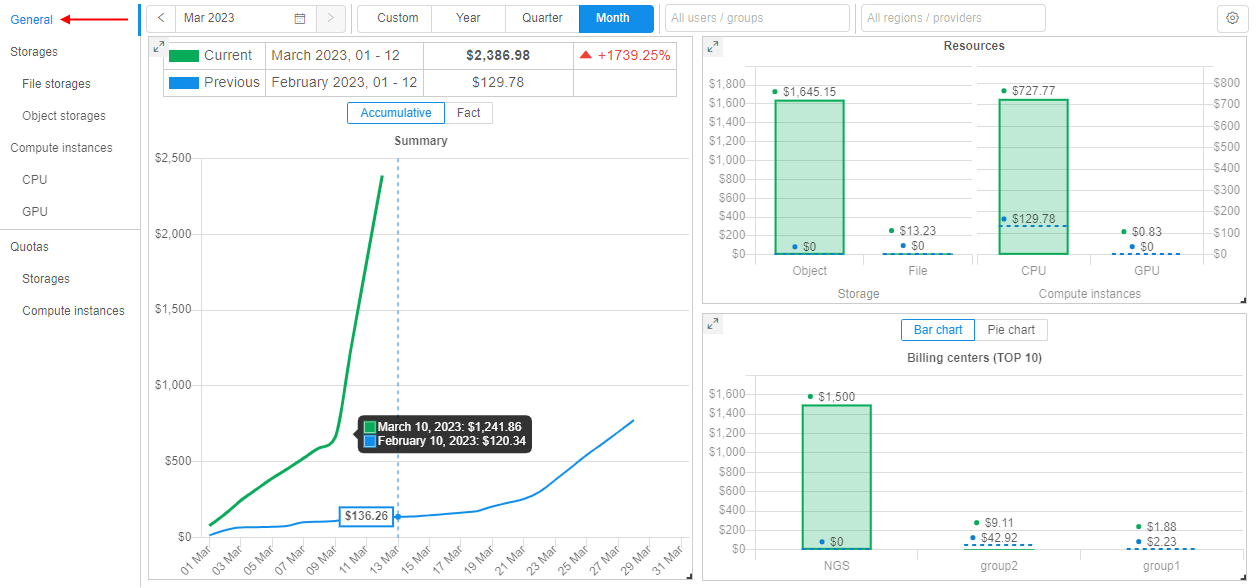 General
Storages
File storages
Object storages
Compute instances
CPU
GPU
Quotas
Storages
Compute instances
Mar 2023
Custom Year Quarter Month
All users / groups
All regions / providers
Current March 2023, 01 - 12 $2,386.98 +1739.25%
Previous February 2023, 01 - 12 $129.78
Accumulative Fact
Summary
$2,500
$2,000
$1,500
$1,000
$500
$0
March 10, 2023: $1,241.86
February 10, 2023: $120.34
$136.26
01 Mar 03 Mar 05 Mar 07 Mar 09 Mar 11 Mar 13 Mar 15 Mar 17 Mar 19 Mar 21 Mar 23 Mar 25 Mar 27 Mar 29 Mar 31 Mar
Resources
$1,800
$1,600
$1,400
$1,200
$1,000
$800
$600
$400
$200
$0
$1,645.15
$0
$13.23
$0
$727.77
$129.78
$0.83
$0
$800
$700
$600
$500
$400
$300
$200
$100
$0
Object File CPU GPU
Storage Compute instances
Bar chart Pie chart
Billing centers (TOP 10)
$1,600
$1,400
$1,200
$1,000
$800
$600
$400
$200
$0
$1,500
$0
$9.11
$42.92
$1.88
$2.23
NGS group2 group1